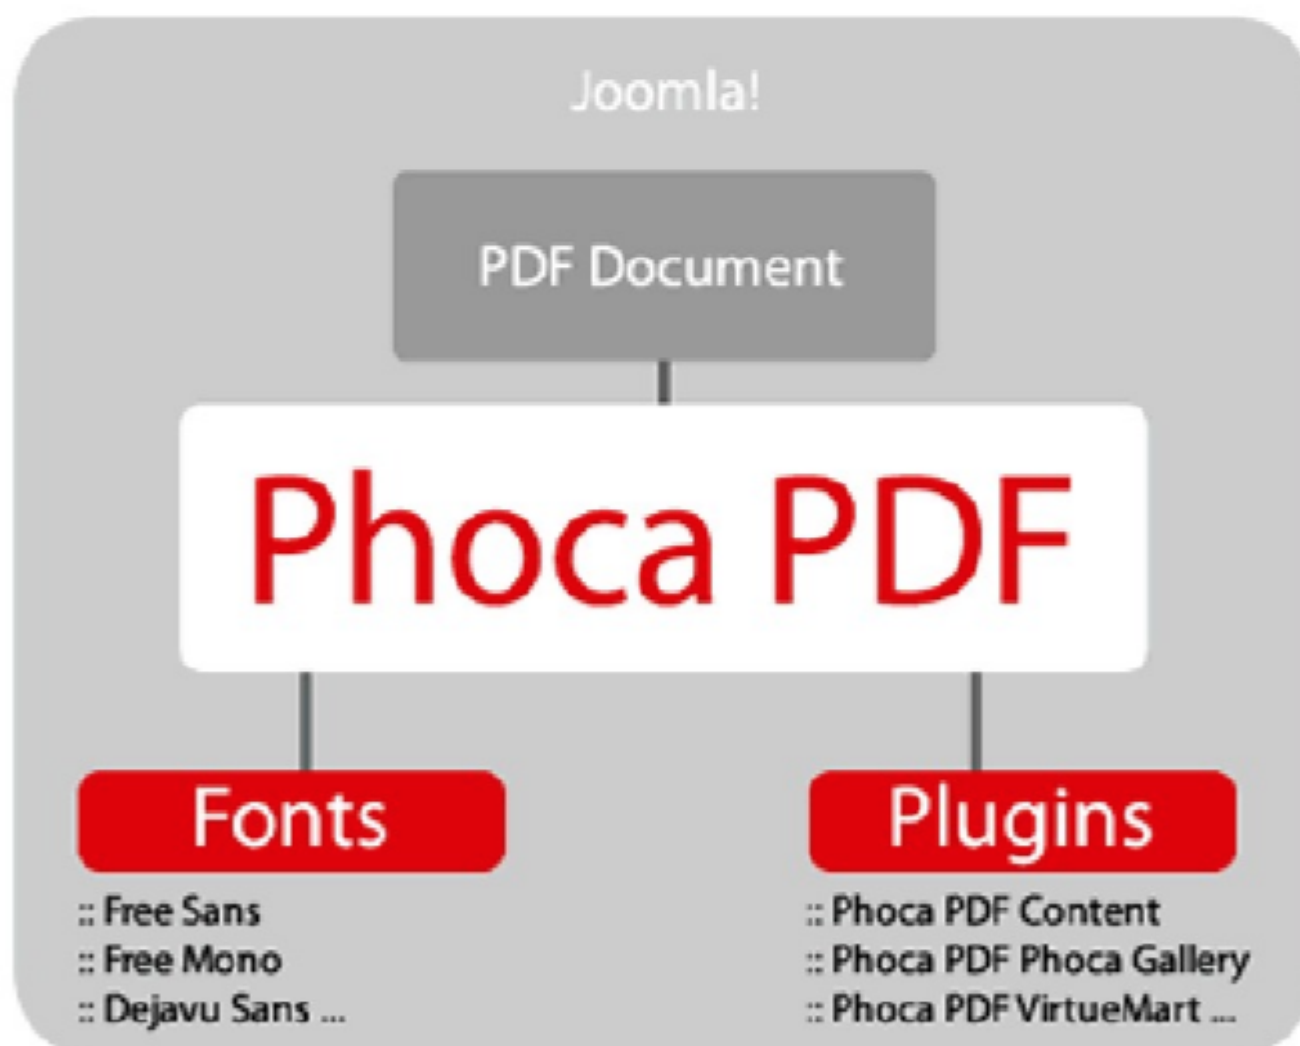 Joomla!
PDF Document
Phoca PDF
Fonts
:: Free Sans
:: Free Mono
:: Dejavu Sans ...
Plugins
:: Phoca PDF Content
:: Phoca PDF Phoca Gallery
:: Phoca PDF VirtueMart ...